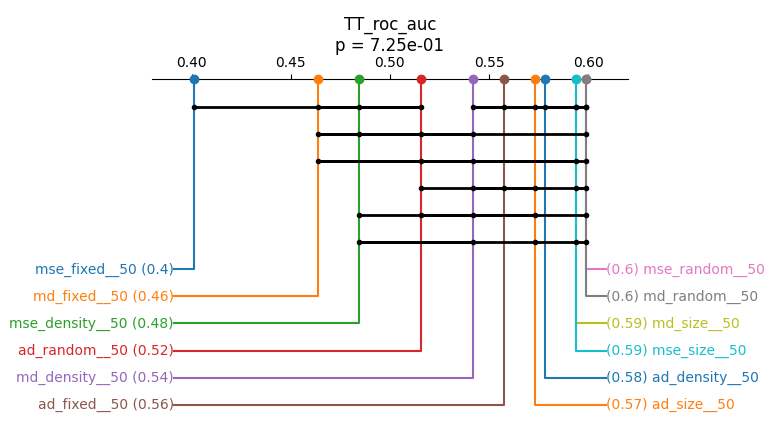 TT_roc_auc
p = 7.25e-01
0.40 0.45 0.50 0.55 0.60
mse_fixed__50 (0.4) (0.6) mse_random__50
md_fixed__50 (0.46) (0.6) md_random__50
mse_density__50 (0.48) (0.59) md_size__50
ad_random__50 (0.52) (0.59) mse_size__50
md_density__50 (0.54) (0.58) ad_density__50
ad_fixed__50 (0.56) (0.57) ad_size__50